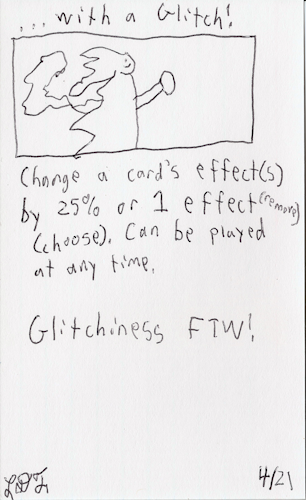 ...with a Glitch!
Change a card's effect(s)
by 25% or 1 effect (remove)
(choose). Can be played
at any time.
Glitchiness FTW!
4/21